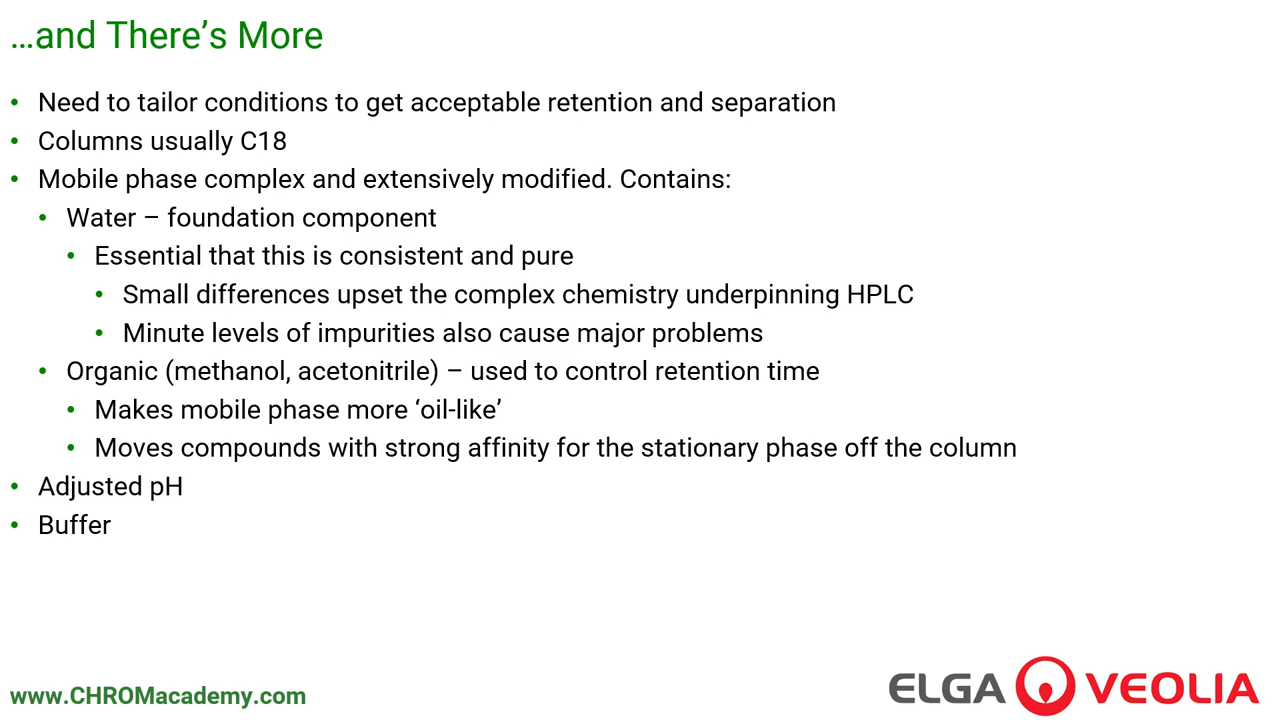 …and There’s More
• Need to tailor conditions to get acceptable retention and separation
• Columns usually C18
• Mobile phase complex and extensively modified. Contains:
• Water – foundation component
• Essential that this is consistent and pure
• Small differences upset the complex chemistry underpinning HPLC
• Minute levels of impurities also cause major problems
• Organic (methanol, acetonitrile) – used to control retention time
• Makes mobile phase more ‘oil-like’
• Moves compounds with strong affinity for the stationary phase off the column
• Adjusted pH
• Buffer
www.CHROMacademy.com
ELGA VEOLIA